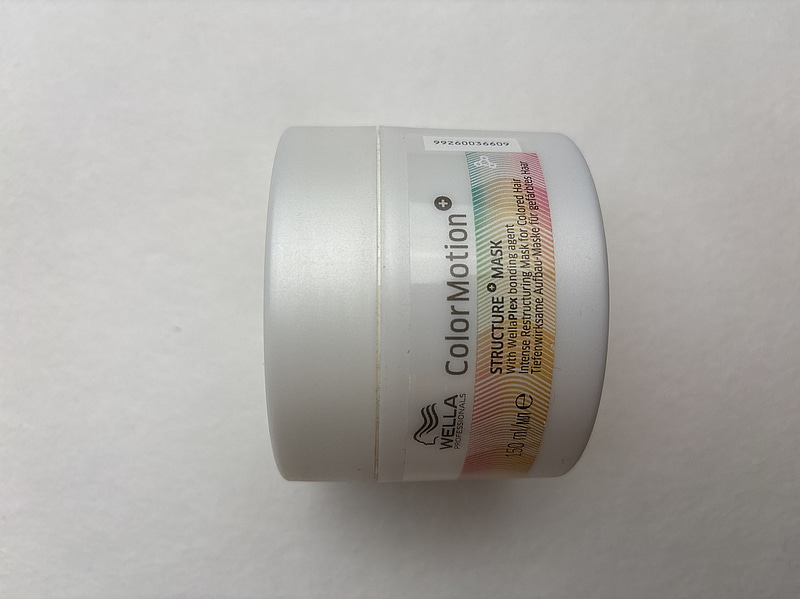 99260036609
WELLA
PROFESSIONALS
ColorMotion+
STRUCTURE+ MASK
With WellaPlex bonding agent
Intense Restructuring Mask for Colored Hair
Tiefenwirksame Aufbau-Maske für gefärbtes Haar
150 ml/мл ℮